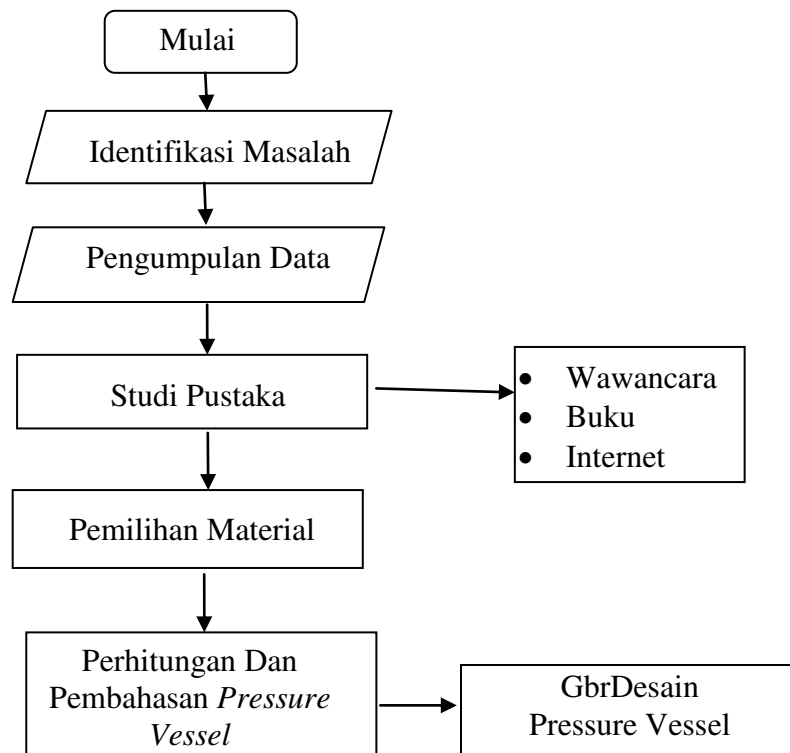 Mulai
Identifikasi Masalah
Pengumpulan Data
Studi Pustaka
• Wawancara
• Buku
• Internet
Pemilihan Material
Perhitungan Dan
Pembahasan Pressure
Vessel
GbrDesain
Pressure Vessel